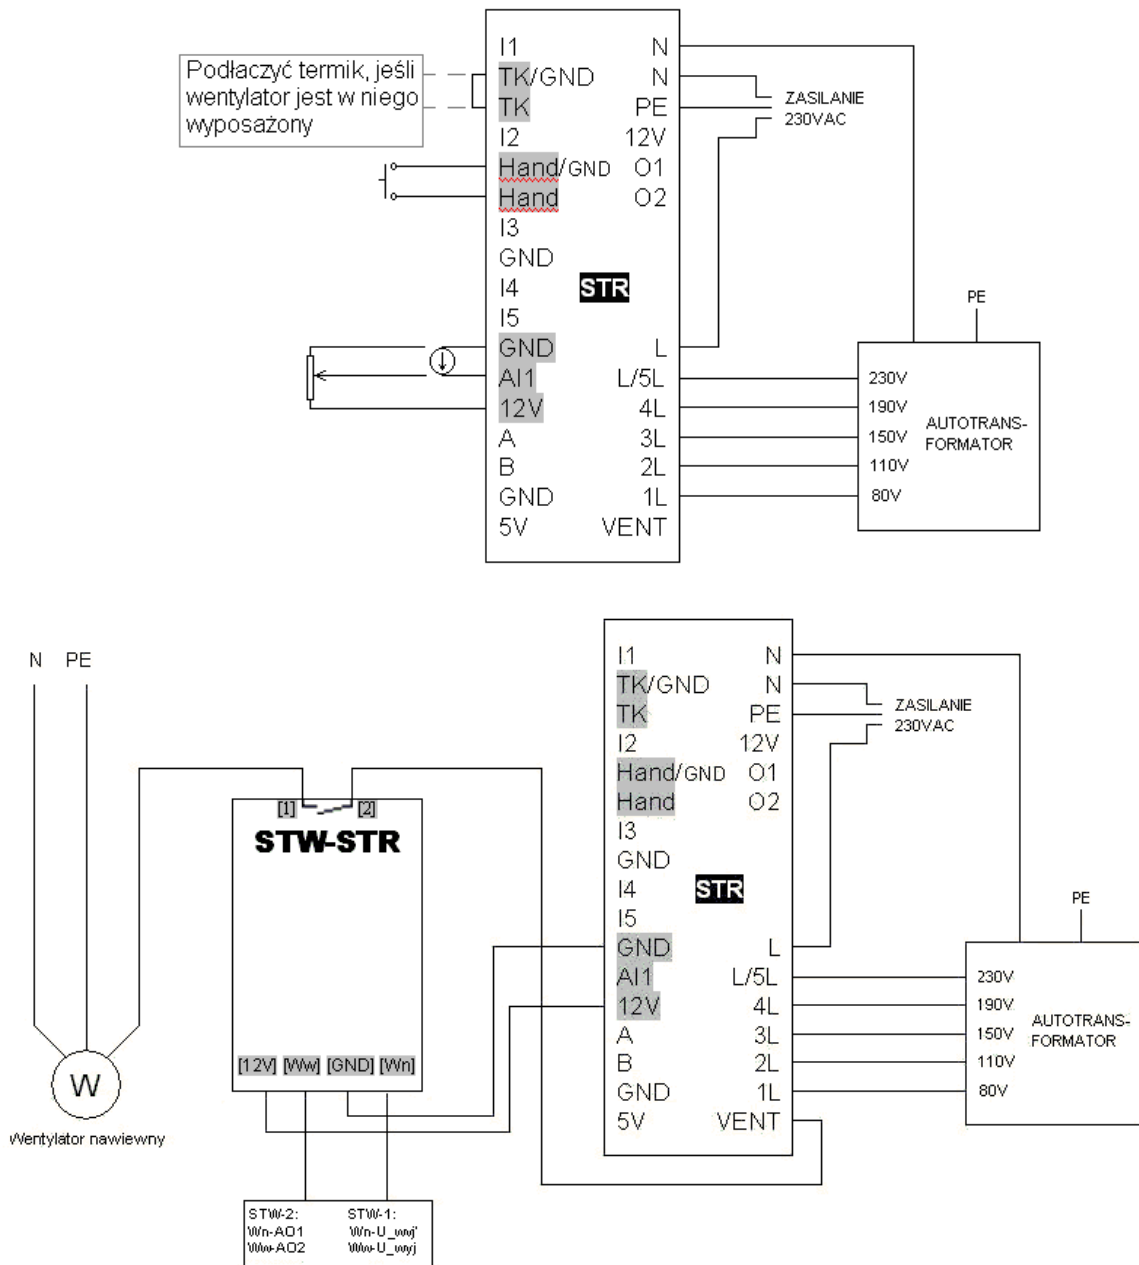 Podłaczyć termik, jeśli
wentylator jest w niego
wyposażony
I1 N
TK/GND N
TK PE
I2 12V
Hand/GND O1
Hand O2
I3
GND
I4
STR
I5
GND L
AI1 L/5L
12V 4L
A 3L
B 2L
GND 1L
5V VENT
ZASILANIE
230VAC
PE
230V
190V
150V
110V
80V
AUTOTRANS-
FORMATOR
N PE
[1] [2]
STW-STR
[12V] [Ww] [GND] [Wn]
W
Wentylator nawiewny
STW-2:
Wn-AO1
Ww-AO2
STW-1:
Wn-U_wyj'
Ww-U_wyj
I1 N
TK/GND N
TK PE
I2 12V
Hand/GND O1
Hand O2
I3
GND
I4
STR
I5
GND L
AI1 L/5L
12V 4L
A 3L
B 2L
GND 1L
5V VENT
ZASILANIE
230VAC
PE
230V
190V
150V
110V
80V
AUTOTRANS-
FORMATOR